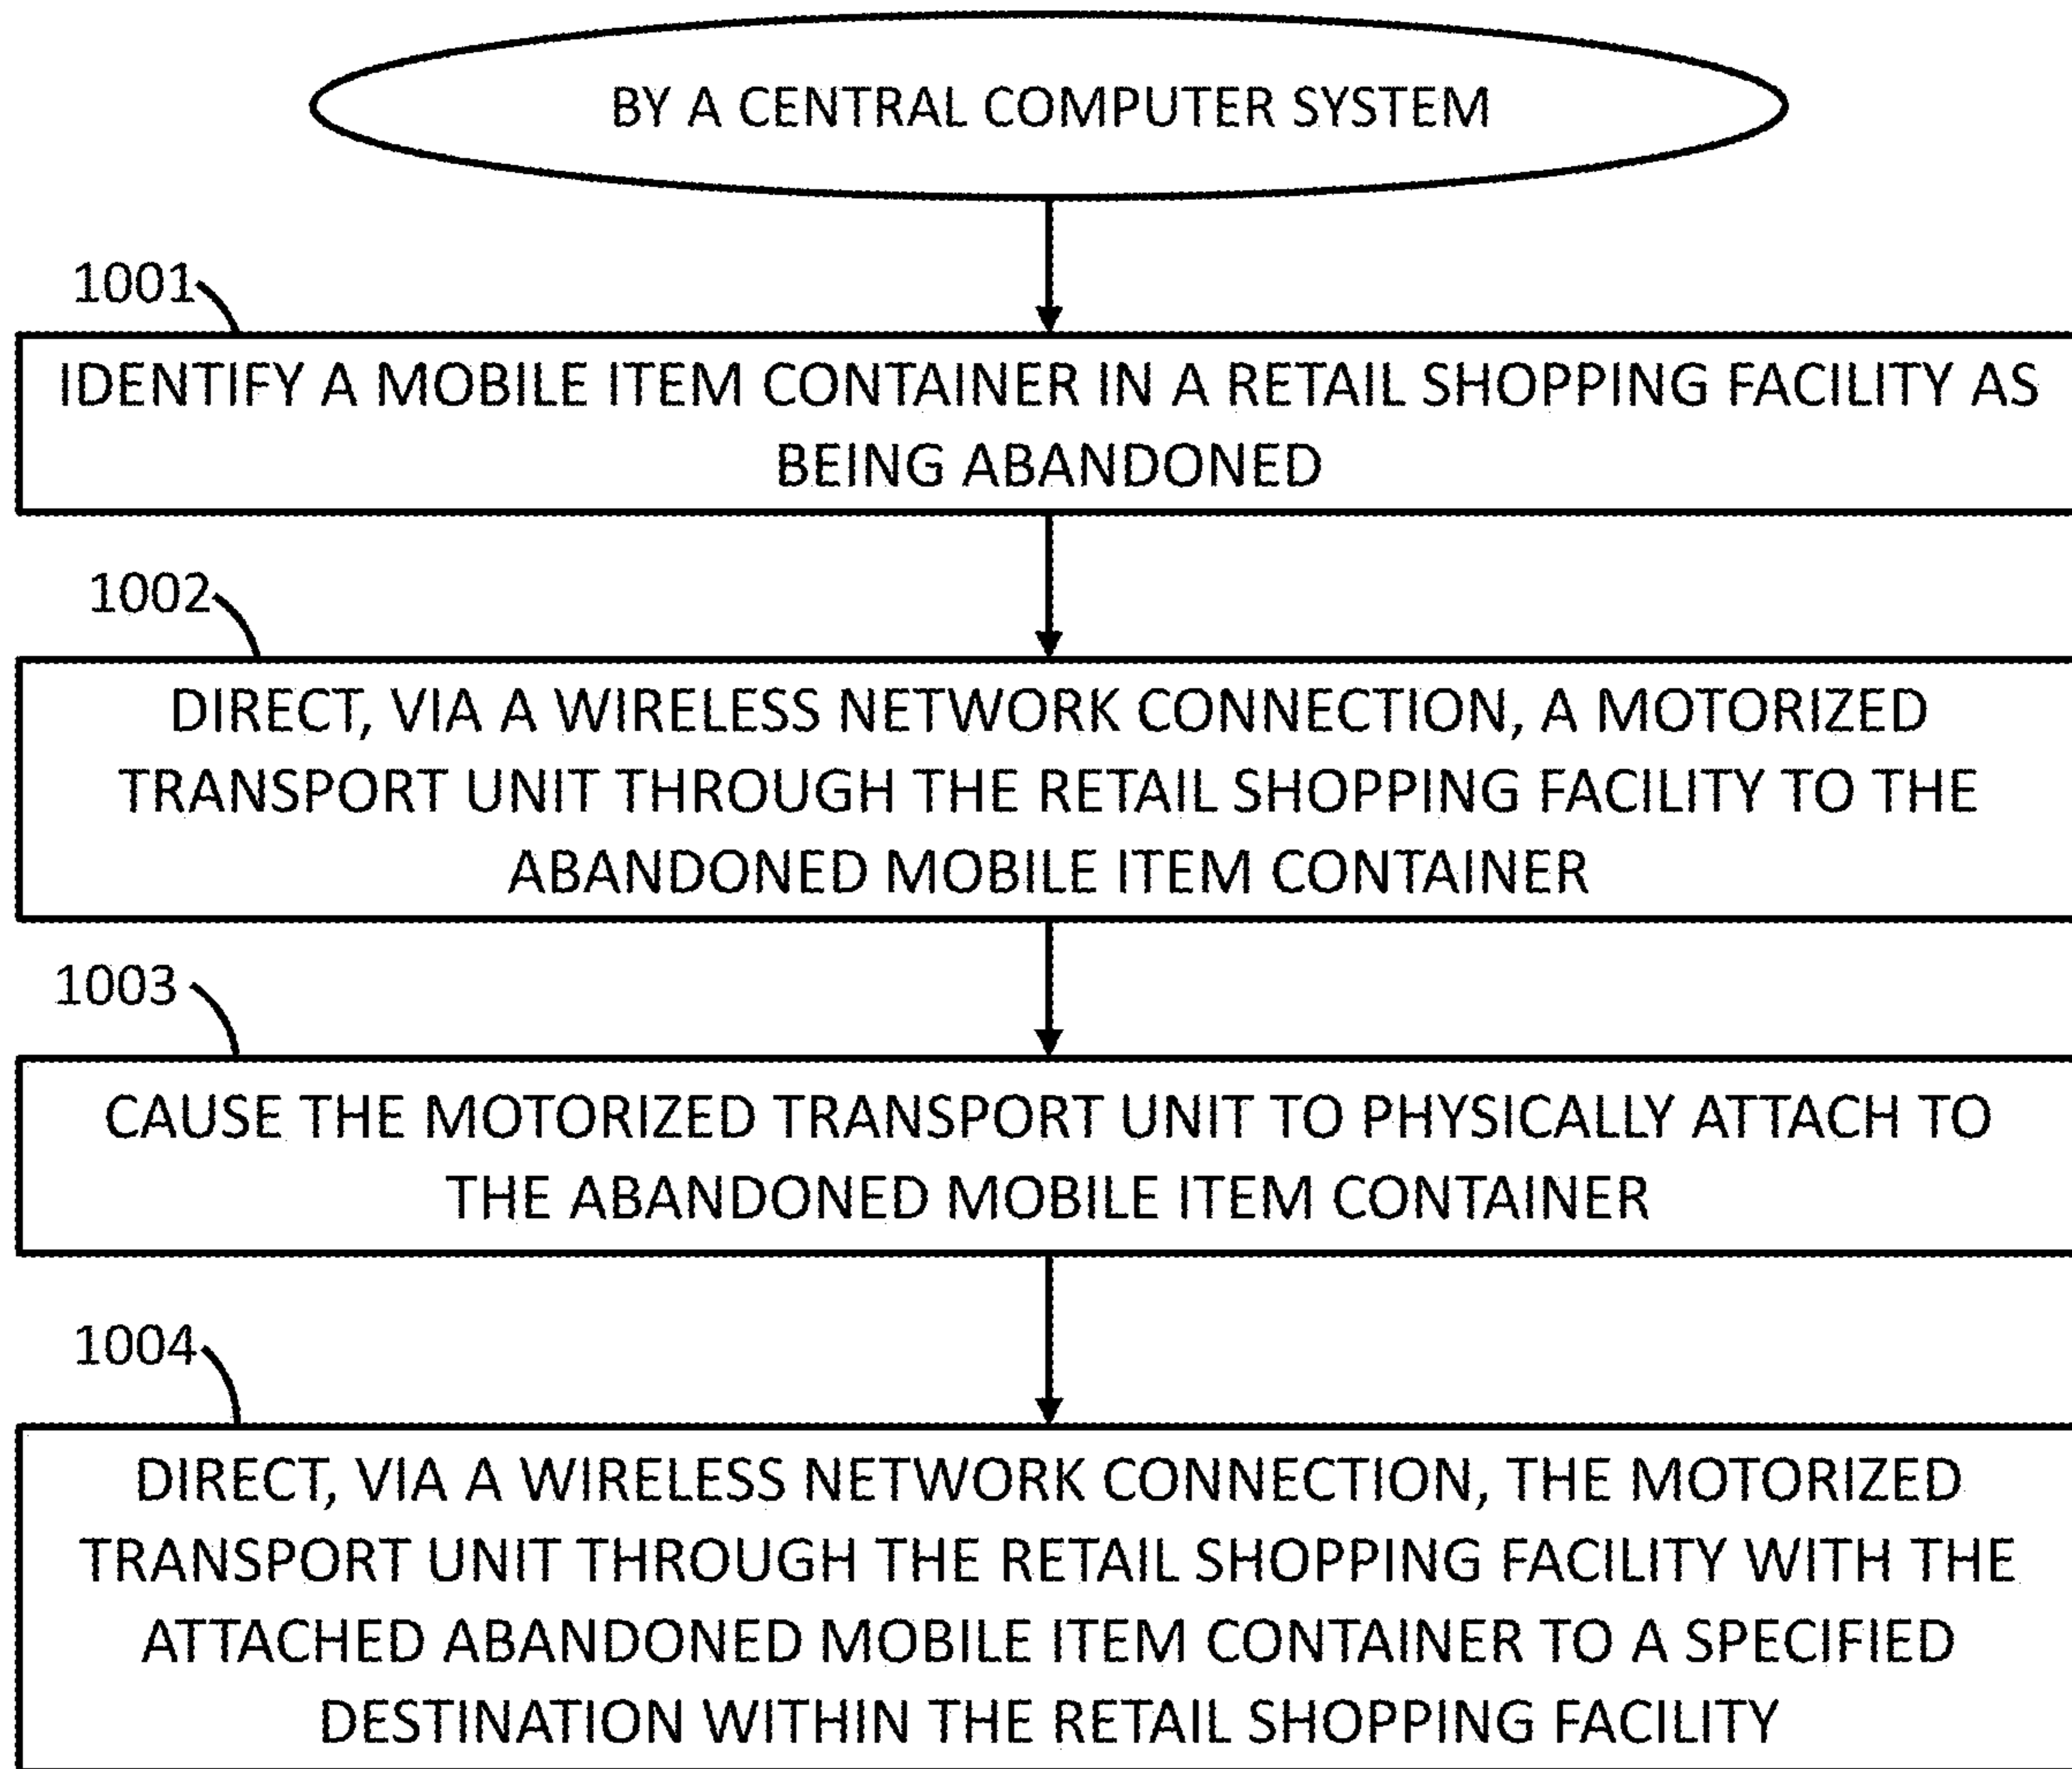 BY A CENTRAL COMPUTER SYSTEM
1001
IDENTIFY A MOBILE ITEM CONTAINER IN A RETAIL SHOPPING FACILITY AS
BEING ABANDONED
1002
DIRECT, VIA A WIRELESS NETWORK CONNECTION, A MOTORIZED
TRANSPORT UNIT THROUGH THE RETAIL SHOPPING FACILITY TO THE
ABANDONED MOBILE ITEM CONTAINER
1003
CAUSE THE MOTORIZED TRANSPORT UNIT TO PHYSICALLY ATTACH TO
THE ABANDONED MOBILE ITEM CONTAINER
1004
DIRECT, VIA A WIRELESS NETWORK CONNECTION, THE MOTORIZED
TRANSPORT UNIT THROUGH THE RETAIL SHOPPING FACILITY WITH THE
ATTACHED ABANDONED MOBILE ITEM CONTAINER TO A SPECIFIED
DESTINATION WITHIN THE RETAIL SHOPPING FACILITY